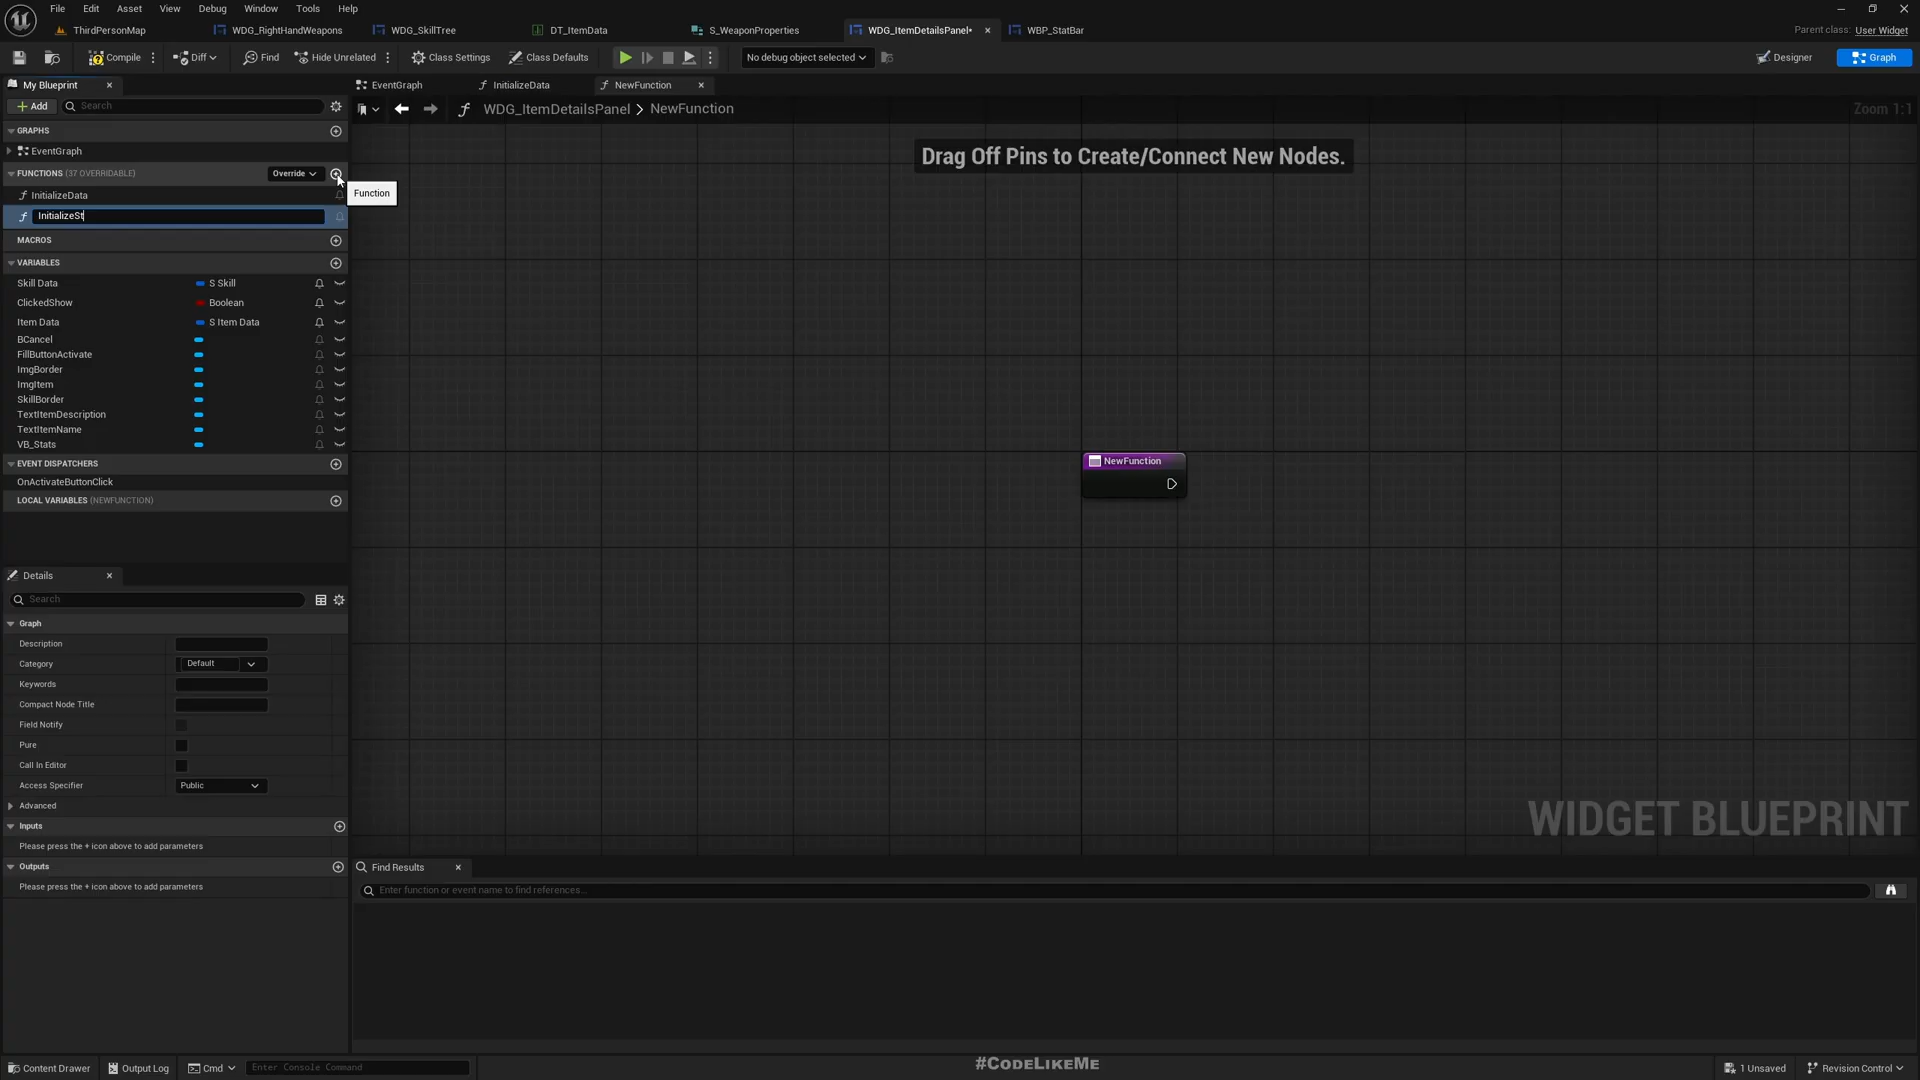 File Edit Asset View Debug Window Tools Help
ThirdPersonMap WDG_RightHandWeapons WDG_SkillTree DT_ItemData S_WeaponProperties WDG_ItemDetailsPanel• WBP_StatBar Parent class: User Widget
Compile Diff Find Hide Unrelated Class Settings Class Defaults No debug object selected Designer Graph
My Blueprint EventGraph InitializeData NewFunction
Add Search WDG_ItemDetailsPanel NewFunction Zoom 1:1
GRAPHS
EventGraph
Drag Off Pins to Create/Connect New Nodes.
FUNCTIONS (37 OVERRIDABLE) Override
InitializeData Function
InitializeSt
MACROS
VARIABLES
Skill Data S Skill
ClickedShow Boolean
Item Data S Item Data
BCancel
FillButtonActivate
ImgBorder
ImgItem
SkillBorder
TextItemDescription
TextItemName
VB_Stats
NewFunction
EVENT DISPATCHERS
OnActivateButtonClick
LOCAL VARIABLES (NEWFUNCTION)
Details
Search
Graph
Description
Category Default
Keywords
Compact Node Title
Field Notify
Pure
Call In Editor
Access Specifier Public
Advanced
Inputs
Please press the + icon above to add parameters
Outputs
Please press the + icon above to add parameters
WIDGET BLUEPRINT
Find Results
Enter function or event name to find references...
Content Drawer Output Log Cmd Enter Console Command #CodeLikeMe 1 Unsaved Revision Control